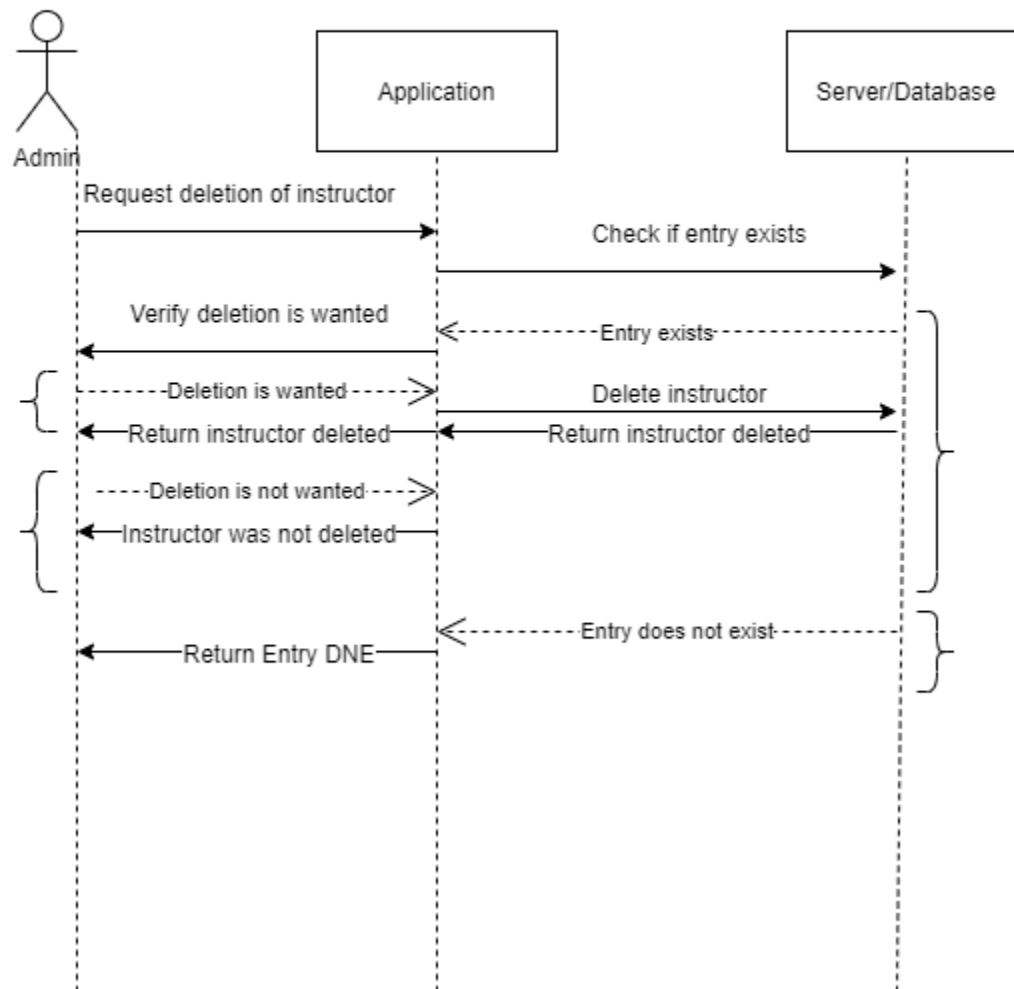 Admin
Application
Server/Database
Request deletion of instructor
Check if entry exists
Verify deletion is wanted
Entry exists
Deletion is wanted
Delete instructor
Return instructor deleted
Return instructor deleted
Deletion is not wanted
Instructor was not deleted
Entry does not exist
Return Entry DNE